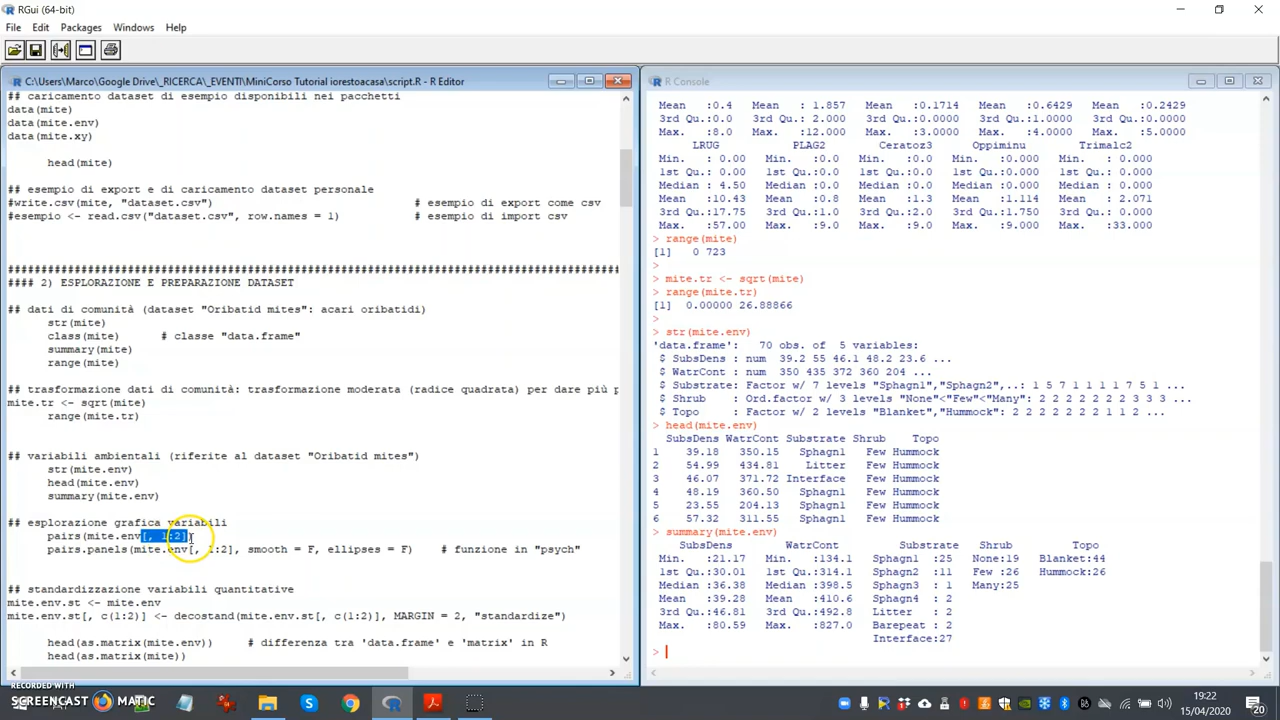 RGui (64-bit)
File Edit Packages Windows Help
C:\Users\Marco\Google Drive\_RICERCA\_EVENTI\MiniCorso Tutorial iorestoacasa\script.R - R Editor
## caricamento dataset di esempio disponibili nei pacchetti
data(mite)
data(mite.env)
data(mite.xy)
head(mite)
## esempio di export e di caricamento dataset personale
#write.csv(mite, "dataset.csv") # esempio di export come csv
#esempio <- read.csv("dataset.csv", row.names = 1) # esempio di import csv
################################################################################
#### 2) ESPLORAZIONE E PREPARAZIONE DATASET
## dati di comunità (dataset "Oribatid mites": acari oribatidi)
str(mite)
class(mite) # classe "data.frame"
summary(mite)
range(mite)
## trasformazione dati di comunità: trasformazione moderata (radice quadrata) per dare più p
mite.tr <- sqrt(mite)
range(mite.tr)
## variabili ambientali (riferite al dataset "Oribatid mites")
str(mite.env)
head(mite.env)
summary(mite.env)
## esplorazione grafica variabili
pairs(mite.env[, 1:2])
pairs.panels(mite.env[, 1:2], smooth = F, ellipses = F) # funzione in "psych"
## standardizzazione variabili quantitative
mite.env.st <- mite.env
mite.env.st[, c(1:2)] <- decostand(mite.env.st[, c(1:2)], MARGIN = 2, "standardize")
head(as.matrix(mite.env)) # differenza tra 'data.frame' e 'matrix' in R
head(as.matrix(mite))
R Console
Mean :0.4 Mean : 1.857 Mean :0.1714 Mean :0.6429 Mean :0.2429
3rd Qu.:0.0 3rd Qu.: 2.000 3rd Qu.:0.0000 3rd Qu.:1.0000 3rd Qu.:0.0000
Max. :8.0 Max. :12.000 Max. :3.0000 Max. :4.0000 Max. :5.0000
LRUG PLAG2 Ceratoz3 Oppiminu Trimalc2
Min. : 0.00 Min. :0.0 Min. :0.0 Min. :0.000 Min. : 0.000
1st Qu.: 0.00 1st Qu.:0.0 1st Qu.:0.0 1st Qu.:0.000 1st Qu.: 0.000
Median : 4.50 Median :0.0 Median :0.0 Median :0.000 Median : 0.000
Mean :10.43 Mean :0.8 Mean :1.3 Mean :1.114 Mean : 2.071
3rd Qu.:17.75 3rd Qu.:1.0 3rd Qu.:2.0 3rd Qu.:1.750 3rd Qu.: 0.000
Max. :57.00 Max. :9.0 Max. :9.0 Max. :9.000 Max. :33.000
> range(mite)
[1] 0 723
>
> mite.tr <- sqrt(mite)
> range(mite.tr)
[1] 0.00000 26.88866
>
> str(mite.env)
'data.frame': 70 obs. of 5 variables:
$ SubsDens : num 39.2 55 46.1 48.2 23.6 ...
$ WatrCont : num 350 435 372 360 204 ...
$ Substrate: Factor w/ 7 levels "Sphagn1","Sphagn2",..: 1 5 7 1 1 1 1 7 5 1 ...
$ Shrub : Ord.factor w/ 3 levels "None"<"Few"<"Many": 2 2 2 2 2 2 2 3 3 3 ...
$ Topo : Factor w/ 2 levels "Blanket","Hummock": 2 2 2 2 2 2 2 1 1 2 ...
> head(mite.env)
SubsDens WatrCont Substrate Shrub Topo
1 39.18 350.15 Sphagn1 Few Hummock
2 54.99 434.81 Litter Few Hummock
3 46.07 371.72 Interface Few Hummock
4 48.19 360.50 Sphagn1 Few Hummock
5 23.55 204.13 Sphagn1 Few Hummock
6 57.32 311.55 Sphagn1 Few Hummock
> summary(mite.env)
SubsDens WatrCont Substrate Shrub Topo
Min. :21.17 Min. :134.1 Sphagn1 :25 None:19 Blanket:44
1st Qu.:30.01 1st Qu.:314.1 Sphagn2 :11 Few :26 Hummock:26
Median :36.38 Median :398.5 Sphagn3 : 1 Many:25
Mean :39.28 Mean :410.6 Sphagn4 : 2
3rd Qu.:46.81 3rd Qu.:492.8 Litter : 2
Max. :80.59 Max. :827.0 Barepeat : 2
Interface:27
>
RECORDED WITH
SCREENCAST MATIC
19:22
15/04/2020
20